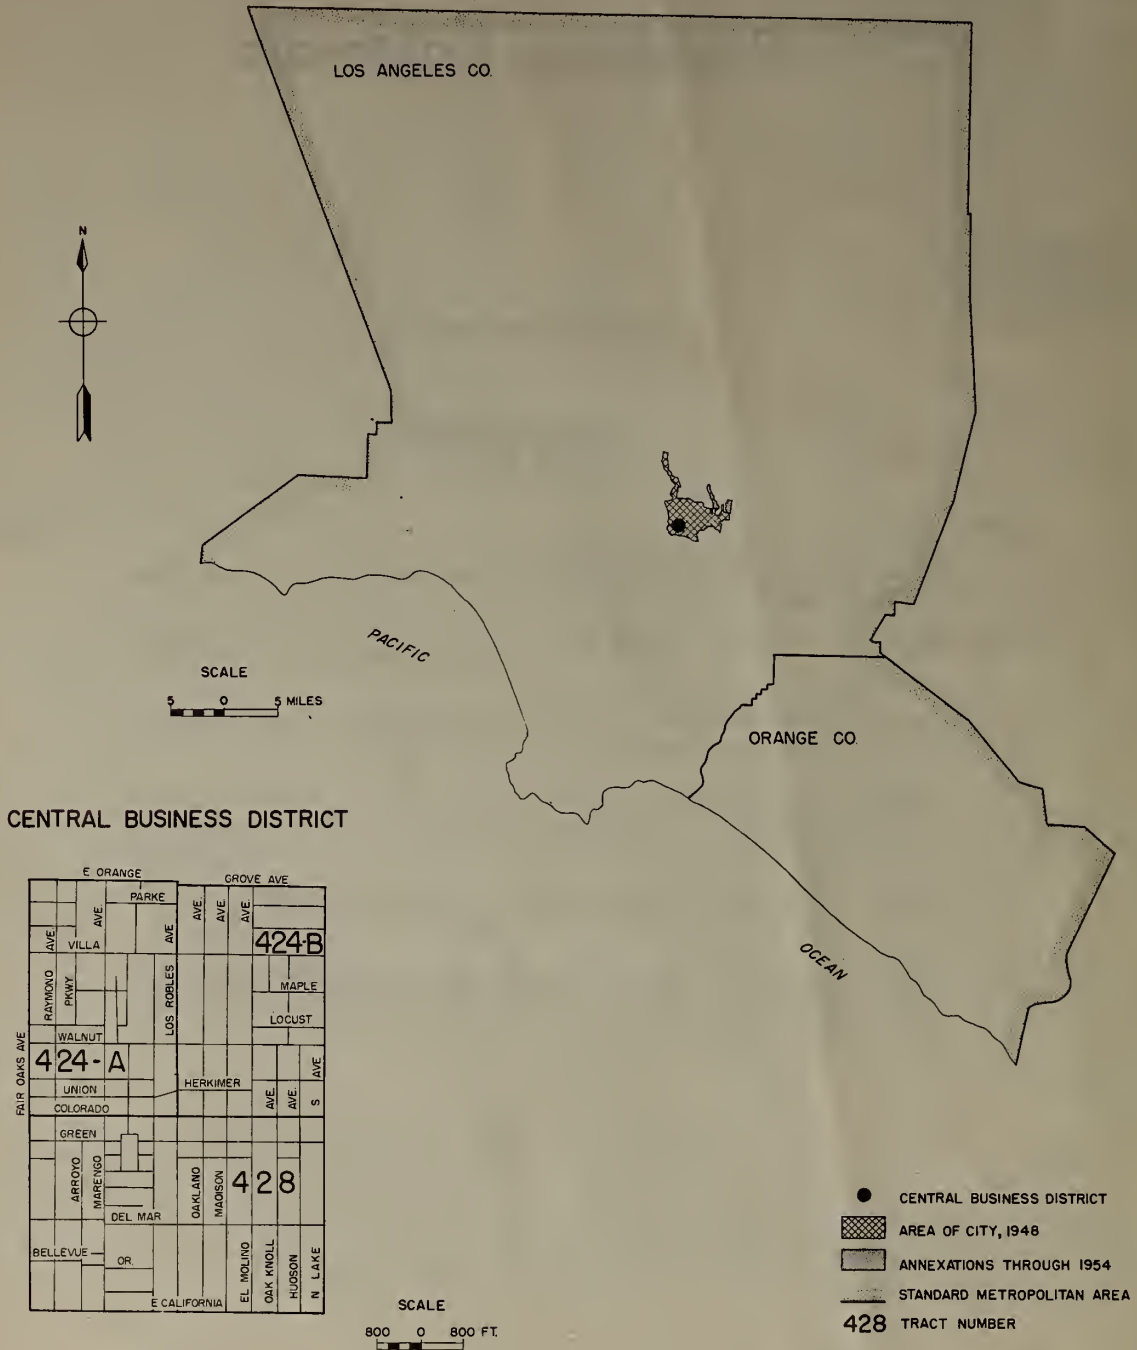 LOS ANGELES CO.
N
PACIFIC
SCALE
5 0 5 MILES
ORANGE CO.
OCEAN
CENTRAL BUSINESS DISTRICT
E ORANGE GROVE AVE
PARKE
AVE.
AVE
AVE.
AVE.
AVE.
AVE.
VILLA
424-B
RAYMOND
PKWY
LOS ROBLES
MAPLE
LOCUST
WALNUT
FAIR OAKS AVE
424-A
UNION
HERKIMER
AVE.
AVE.
AVE
S
COLORADO
GREEN
ARROYO
MARENGO
OAKLAND
MADISON
428
DEL MAR
BELLEVUE
OR.
EL MOLINO
OAK KNOLL
HUDSON
N LAKE
E CALIFORNIA
SCALE
800 0 800 FT.
CENTRAL BUSINESS DISTRICT
AREA OF CITY, 1948
ANNEXATIONS THROUGH 1954
STANDARD METROPOLITAN AREA
428 TRACT NUMBER